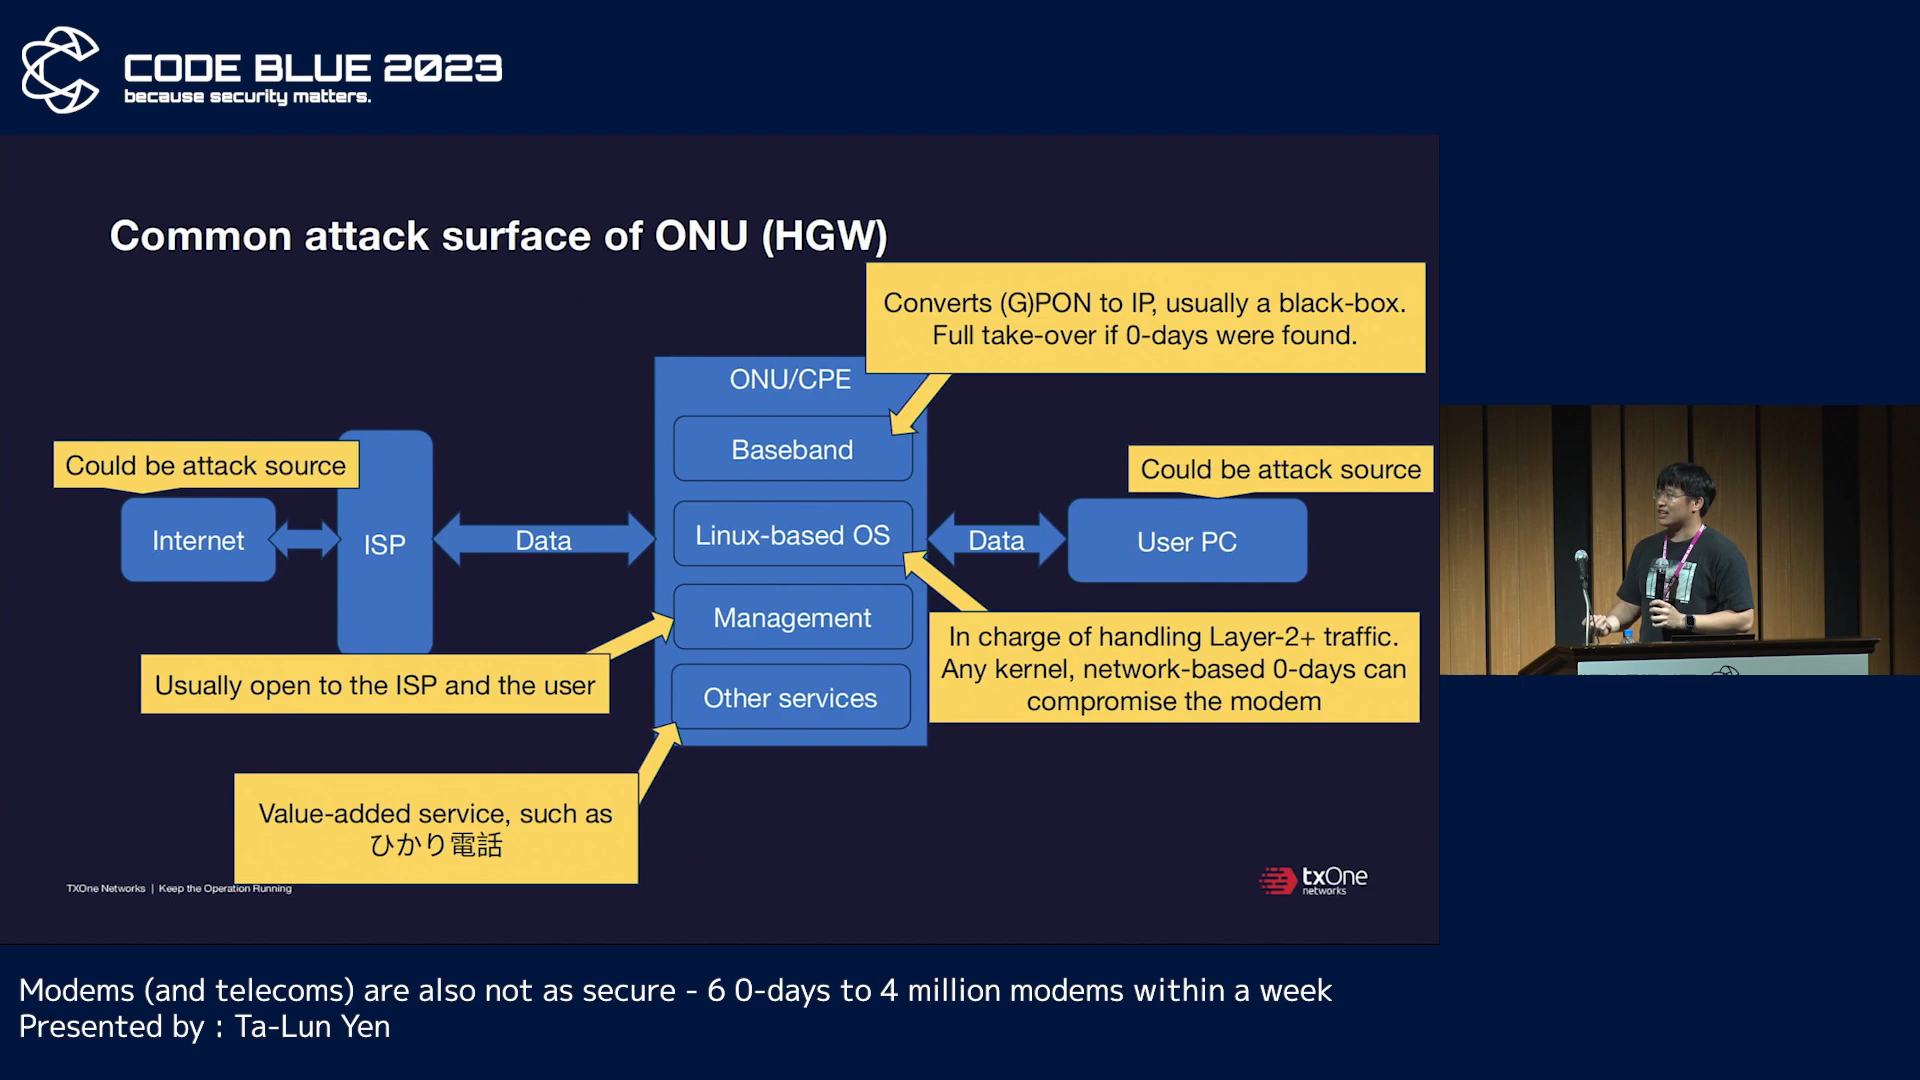 CODE BLUE 2023
because security matters.
Common attack surface of ONU (HGW)
Converts (G)PON to IP, usually a black-box.
Full take-over if 0-days were found.
ONU/CPE
Baseband
Could be attack source
Could be attack source
Internet
ISP
Data
Linux-based OS
Data
User PC
Management
In charge of handling Layer-2+ traffic.
Any kernel, network-based 0-days can
compromise the modem
Usually open to the ISP and the user
Other services
Value-added service, such as
ひかり電話
TXOne Networks | Keep the Operation Running
txOne
networks
Modems (and telecoms) are also not as secure - 6 0-days to 4 million modems within a week
Presented by : Ta-Lun Yen